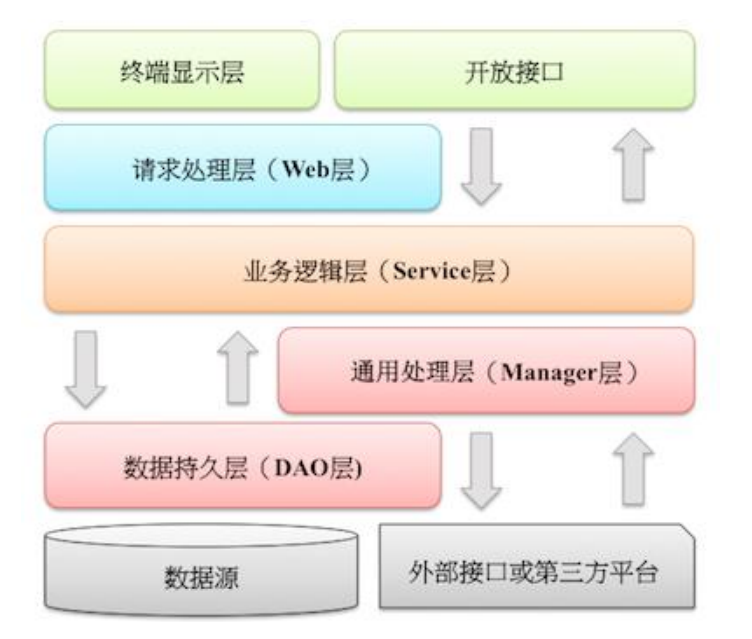 终端显示层
开放接口
请求处理层（Web层）
业务逻辑层（Service层）
通用处理层（Manager层）
数据持久层（DAO层)
数据源
外部接口或第三方平台